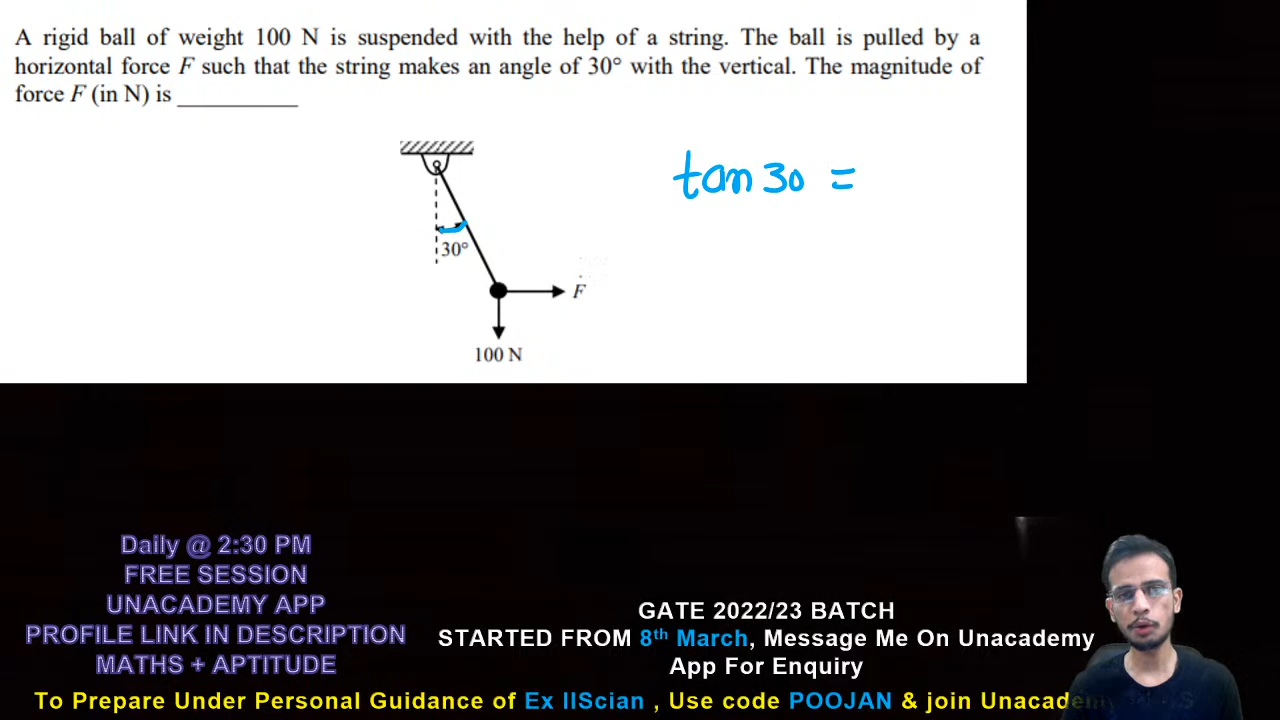 A rigid ball of weight 100 N is suspended with the help of a string. The ball is pulled by a
horizontal force F such that the string makes an angle of 30° with the vertical. The magnitude of
force F (in N) is __________
tan 30 =
30°
F
100 N
Daily @ 2:30 PM
FREE SESSION
UNACADEMY APP
PROFILE LINK IN DESCRIPTION
MATHS + APTITUDE
GATE 2022/23 BATCH
STARTED FROM 8th March, Message Me On Unacademy
App For Enquiry
To Prepare Under Personal Guidance of Ex IIScian , Use code POOJAN & join Unacademy